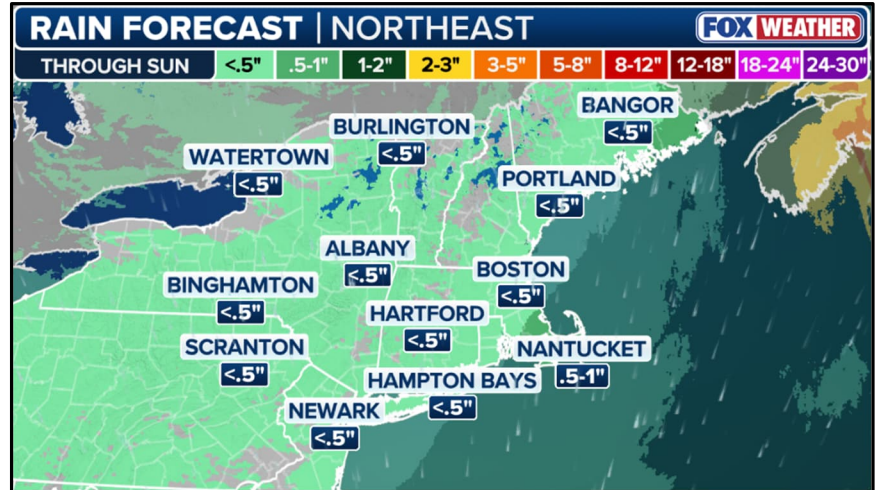 RAIN FORECAST | NORTHEAST
FOX WEATHER
THROUGH SUN <.5" .5-1" 1-2" 2-3" 3-5" 5-8" 8-12" 12-18" 18-24" 24-30"
BANGOR
<.5"
BURLINGTON
<.5"
WATERTOWN
<.5"
PORTLAND
<.5"
ALBANY
<.5"
BOSTON
<.5"
BINGHAMTON
<.5"
HARTFORD
<.5"
SCRANTON
<.5"
NANTUCKET
.5-1"
HAMPTON BAYS
<.5"
NEWARK
<.5"